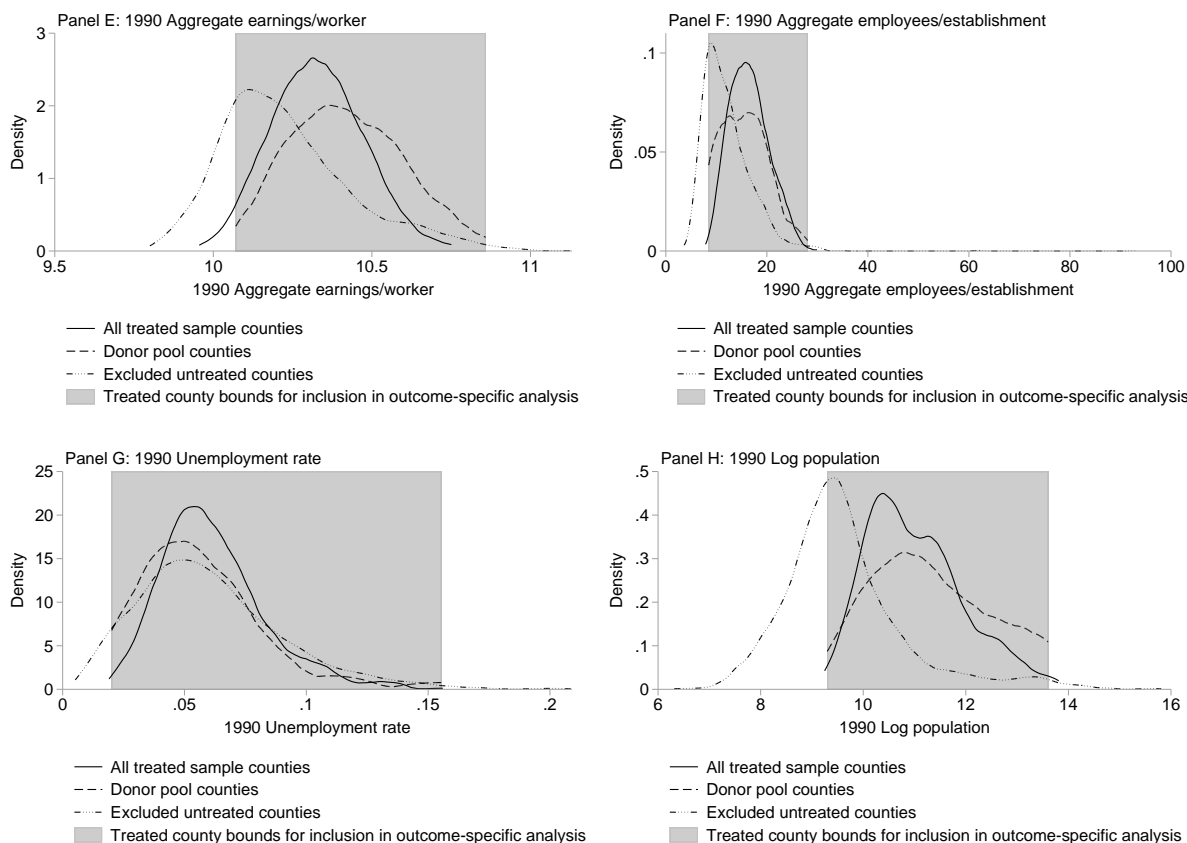 Panel E: 1990 Aggregate earnings/worker
3
2
1
0
Density
9.5 10 10.5 11
1990 Aggregate earnings/worker
All treated sample counties
Donor pool counties
Excluded untreated counties
Treated county bounds for inclusion in outcome-specific analysis
Panel F: 1990 Aggregate employees/establishment
.1
.05
0
Density
0 20 40 60 80 100
1990 Aggregate employees/establishment
All treated sample counties
Donor pool counties
Excluded untreated counties
Treated county bounds for inclusion in outcome-specific analysis
Panel G: 1990 Unemployment rate
25
20
15
10
5
0
Density
0 .05 .1 .15 .2
1990 Unemployment rate
All treated sample counties
Donor pool counties
Excluded untreated counties
Treated county bounds for inclusion in outcome-specific analysis
Panel H: 1990 Log population
.5
.4
.3
.2
.1
0
Density
6 8 10 12 14 16
1990 Log population
All treated sample counties
Donor pool counties
Excluded untreated counties
Treated county bounds for inclusion in outcome-specific analysis